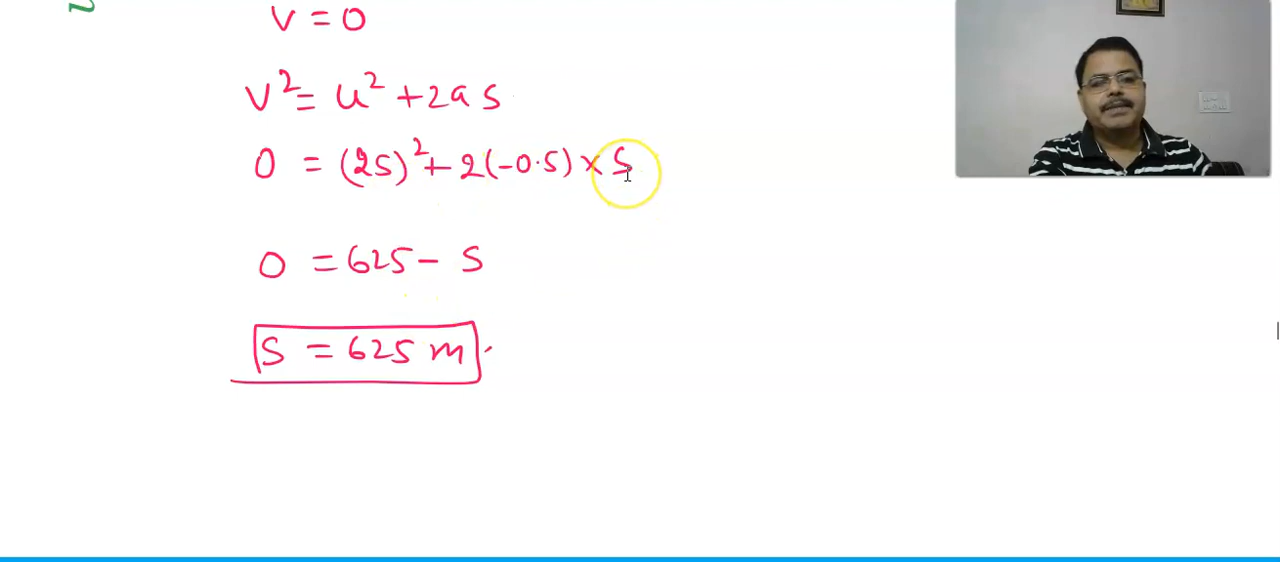 v = 0
v² = u² + 2as
0 = (25)² + 2(-0.5) × S
0 = 625 - S
S = 625 m.